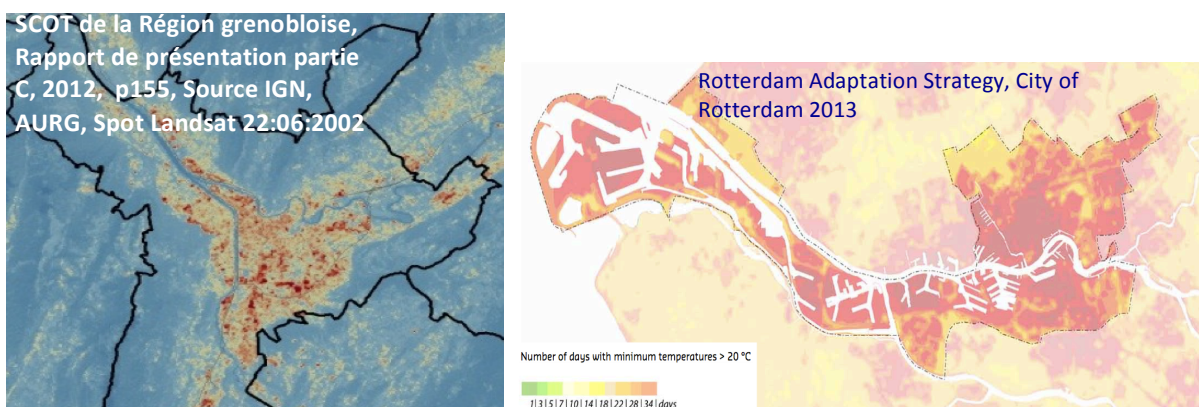 SCOT de la Région grenobloise,
Rapport de présentation partie
C, 2012,  p155, Source IGN,
AURG, Spot Landsat 22:06:2002
Rotterdam Adaptation Strategy, City of
Rotterdam 2013
Number of days with minimum temperatures > 20 °C
1|3|5|7|10|14|18|22|28|34| days